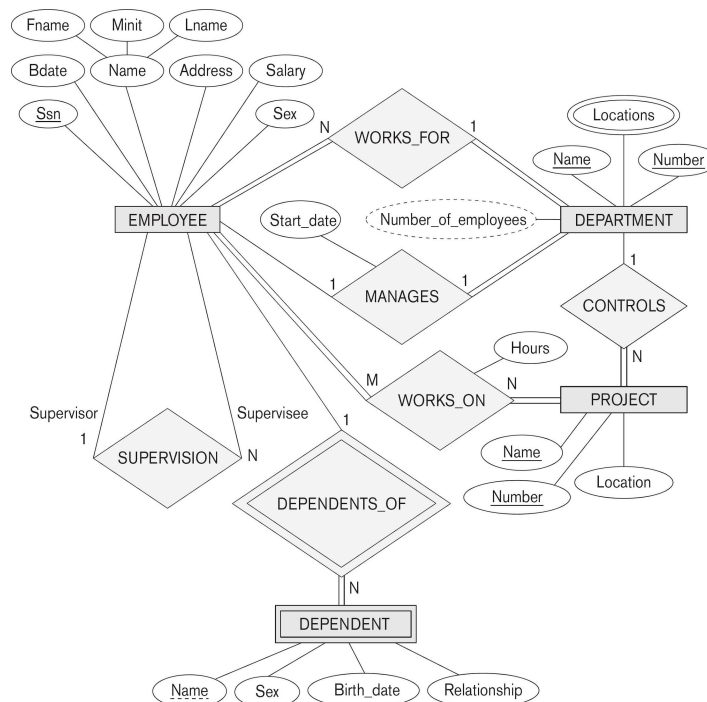 Fname Minit Lname
Bdate Name Address Salary
Ssn Sex
N WORKS_FOR 1
Locations
Name Number
EMPLOYEE Start_date Number_of_employees DEPARTMENT
1 MANAGES 1
1
CONTROLS
N
Hours
M WORKS_ON N PROJECT
Supervisor Supervisee
1 SUPERVISION N
1
Name
Number Location
DEPENDENTS_OF
N
DEPENDENT
Name Sex Birth_date Relationship